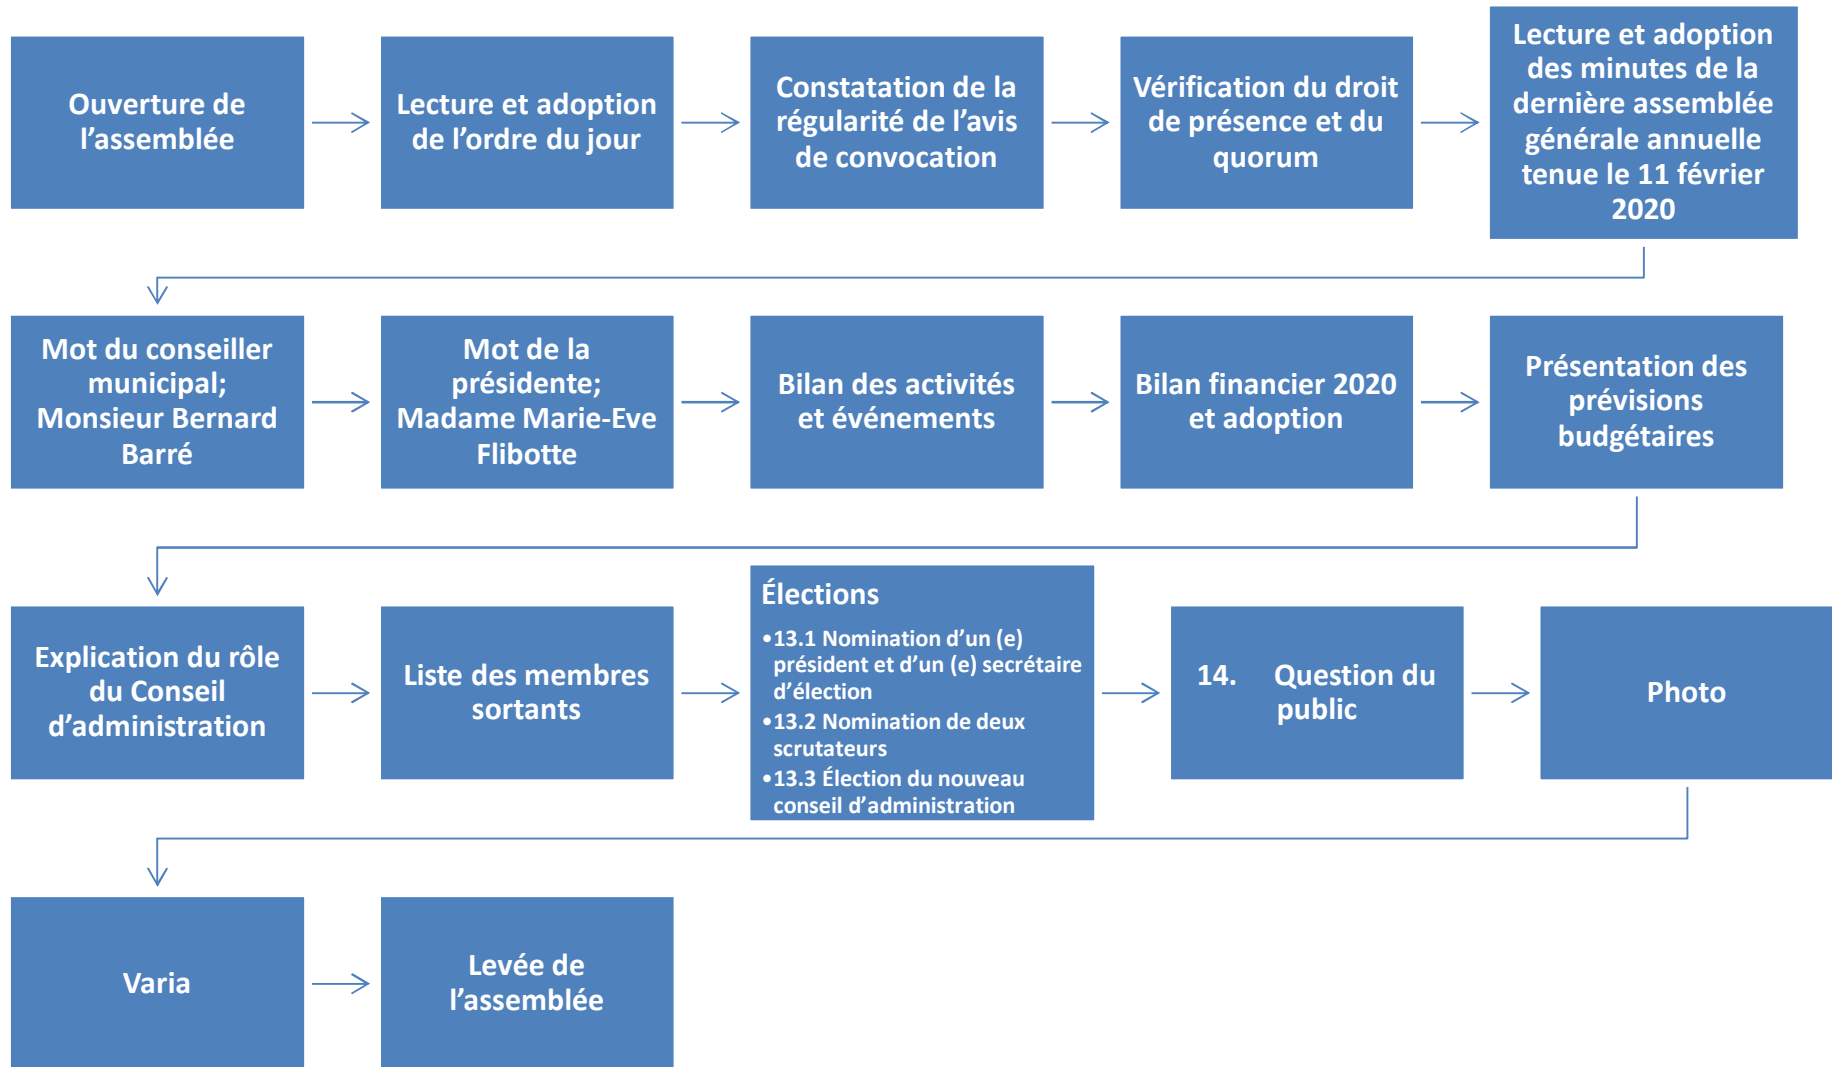 Ouverture de
l’assemblée
Lecture et adoption
de l’ordre du jour
Constatation de la
régularité de l’avis
de convocation
Vérification du droit
de présence et du
quorum
Lecture et adoption
des minutes de la
dernière assemblée
générale annuelle
tenue le 11 février
2020
Mot du conseiller
municipal;
Monsieur Bernard
Barré
Mot de la
présidente;
Madame Marie-Eve
Flibotte
Bilan des activités
et événements
Bilan financier 2020
et adoption
Présentation des
prévisions
budgétaires
Explication du rôle
du Conseil
d’administration
Liste des membres
sortants
Élections
•13.1 Nomination d’un (e)
président et d’un (e) secrétaire
d’élection
•13.2 Nomination de deux
scrutateurs
•13.3 Élection du nouveau
conseil d’administration
14. Question du
public
Photo
Varia
Levée de
l’assemblée